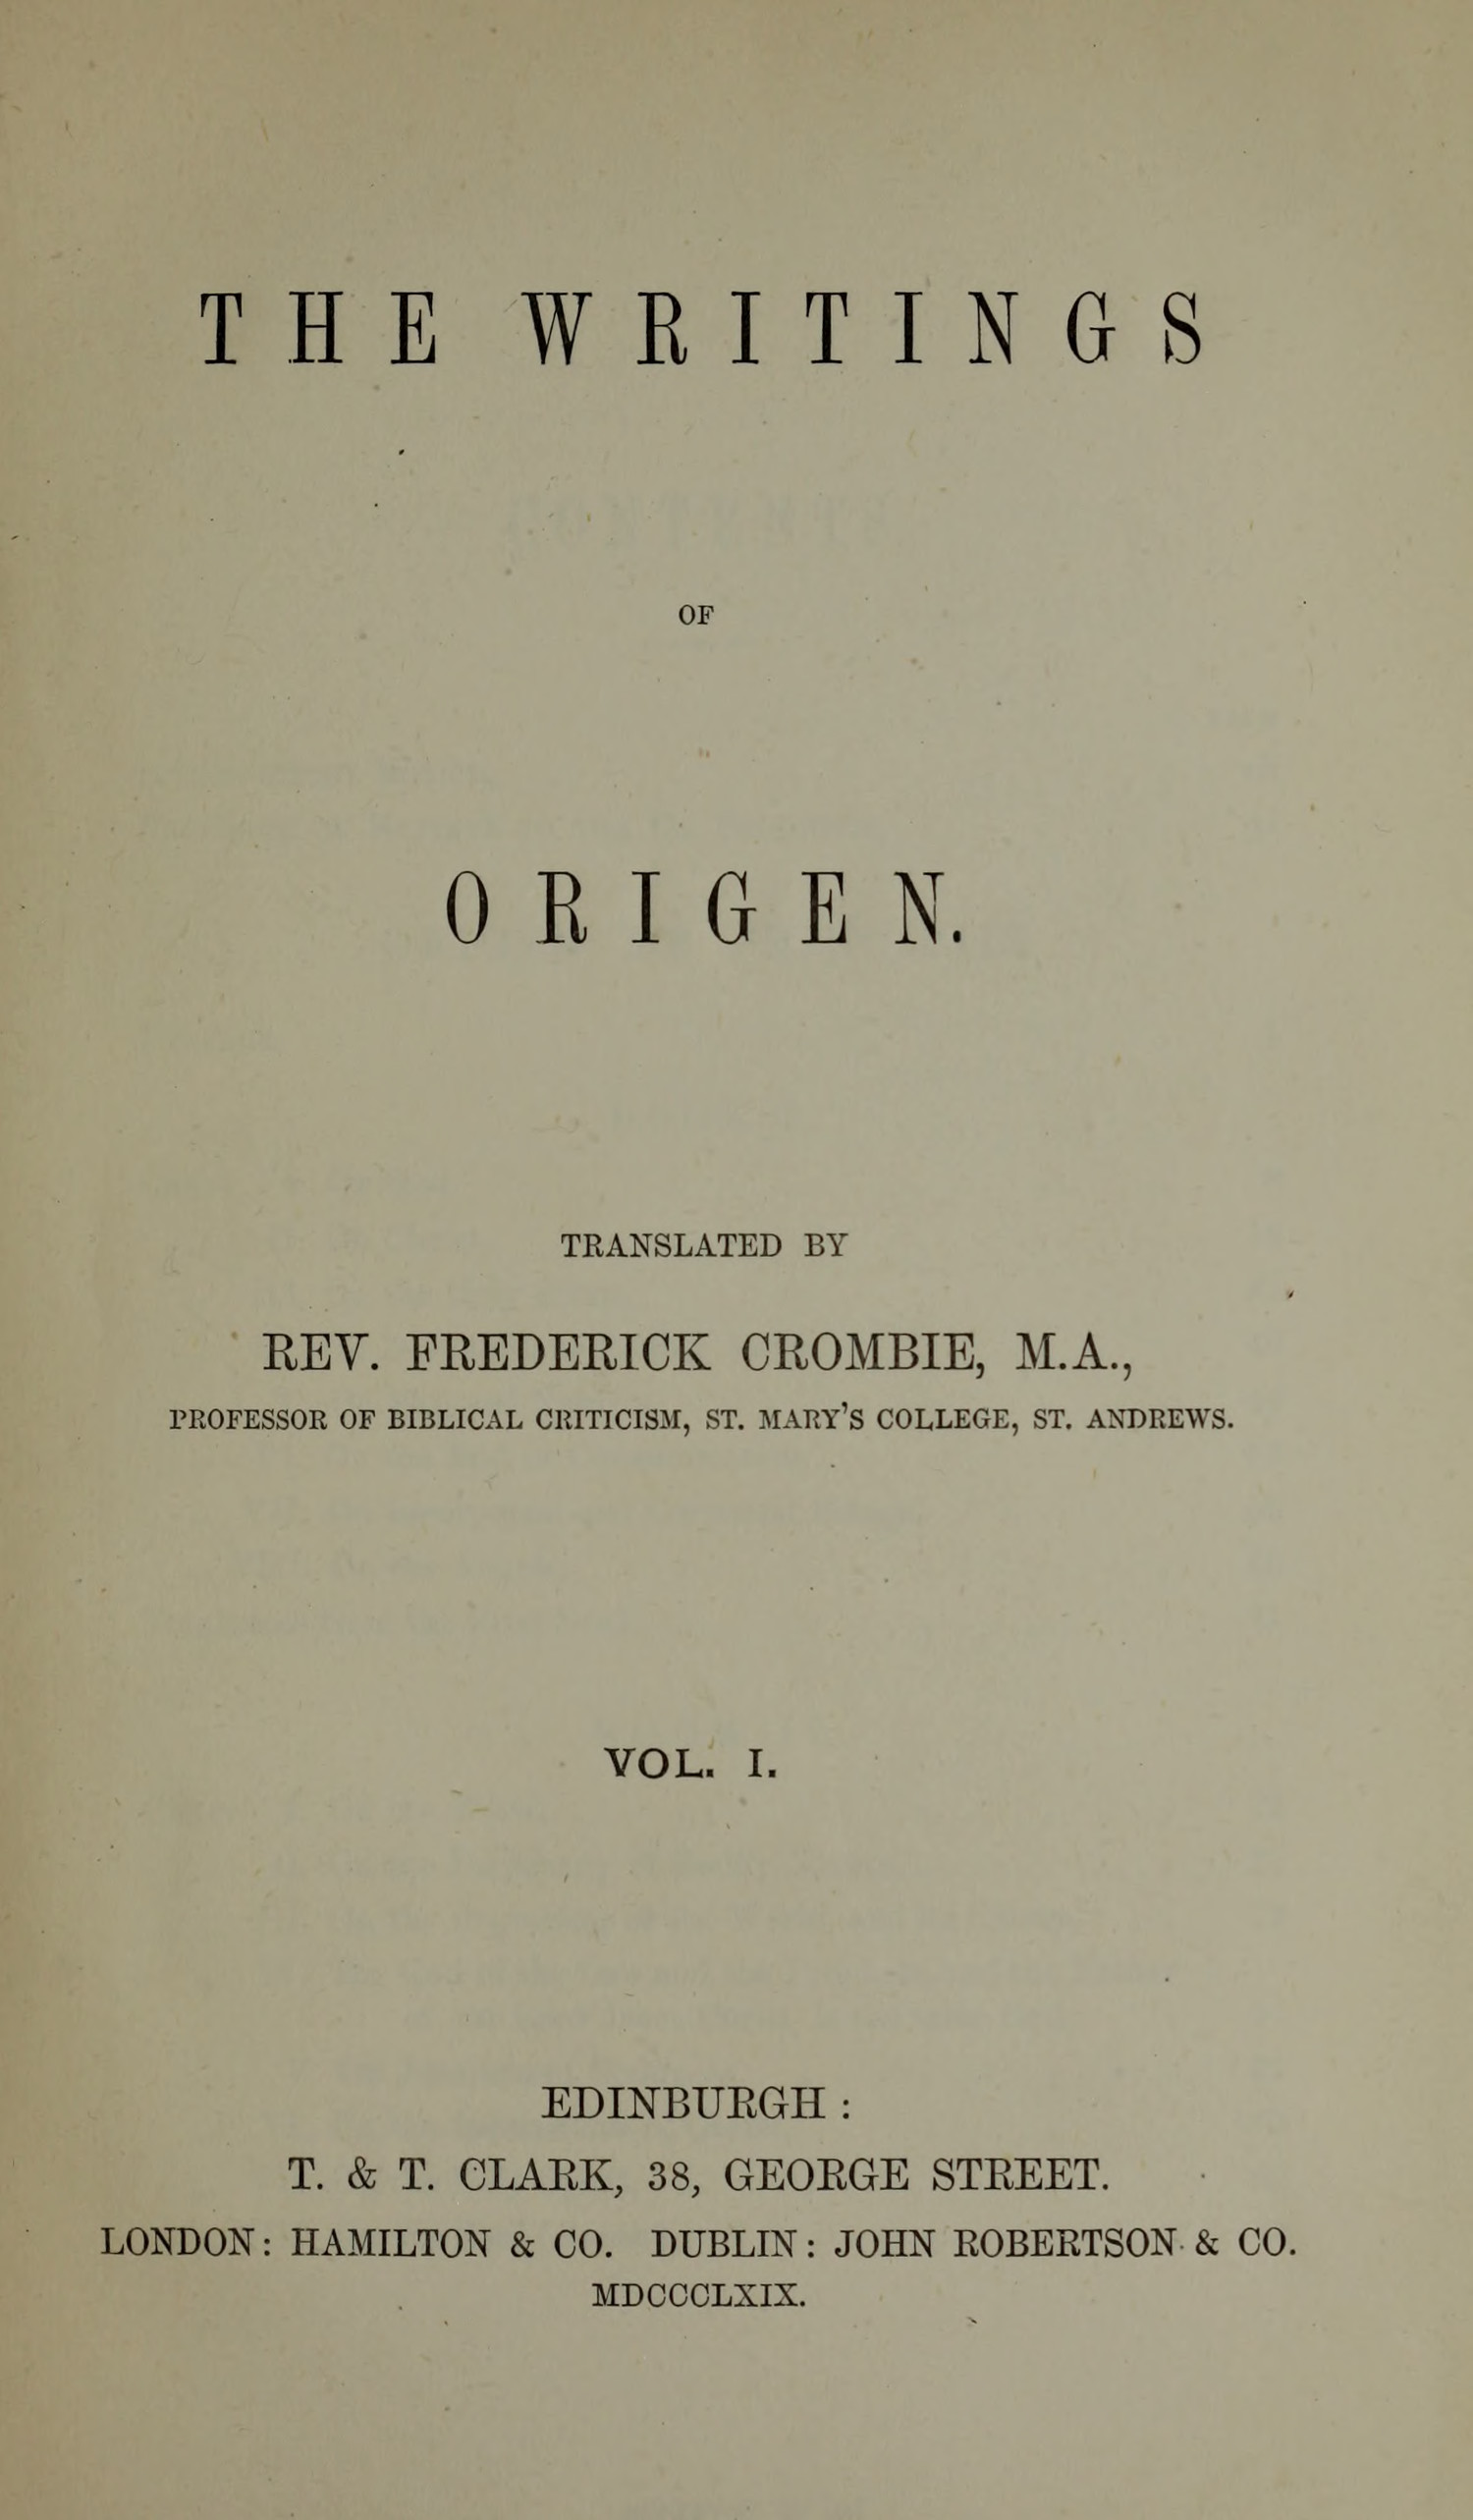 THE WRITINGS
OF
ORIGEN.
TRANSLATED BY
REV. FREDERICK CROMBIE, M.A.,
PROFESSOR OF BIBLICAL CRITICISM, ST. MARY'S COLLEGE, ST. ANDREWS.
VOL. I.
EDINBURGH:
T. & T. CLARK, 38, GEORGE STREET.
LONDON: HAMILTON & CO. DUBLIN: JOHN ROBERTSON & CO.
MDCCCLXIX.